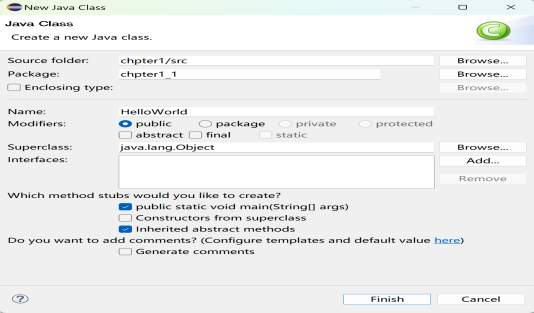 New Java Class
Java Class
Create a new Java class.
Source folder: chpter1/src Browse...
Package: chpter1_1 Browse...
Enclosing type: Browse...
Name: HelloWorld
Modifiers: public package private protected
abstract final static
Superclass: java.lang.Object Browse...
Interfaces: Add...
Remove
Which method stubs would you like to create?
public static void main(String[] args)
Constructors from superclass
Inherited abstract methods
Do you want to add comments? (Configure templates and default value here)
Generate comments
Finish Cancel